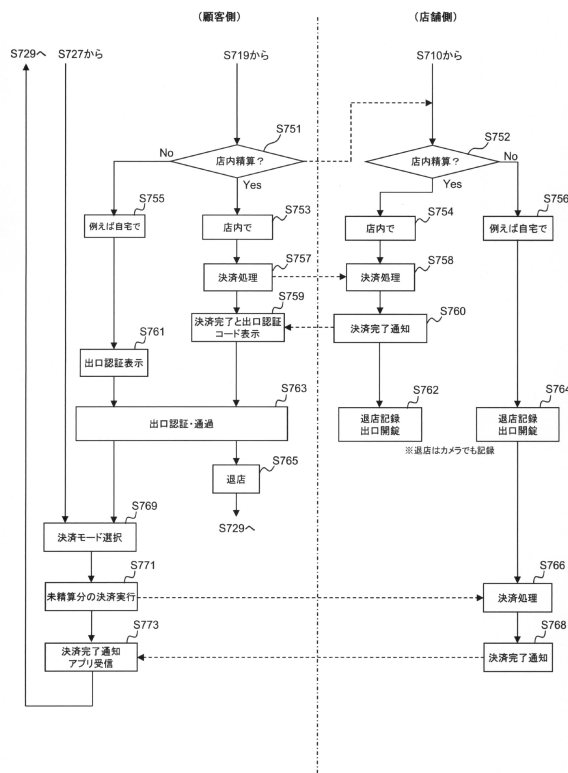 (顧客側)
(店舗側)
S729へ
S727から
S719から
S710から
S751
店内精算?
No
Yes
S752
店内精算?
No
Yes
S755
例えば自宅で
S753
店内で
S754
店内で
S756
例えば自宅で
S757
決済処理
S758
決済処理
S759
決済完了と出口認証
コード表示
S760
決済完了通知
S761
出口認証表示
S762
退店記録
出口開錠
S764
退店記録
出口開錠
※退店はカメラでも記録
S763
出口認証・通過
S765
退店
S729へ
S769
決済モード選択
S771
未精算分の決済実行
S766
決済処理
S773
決済完了通知
アプリ受信
S768
決済完了通知